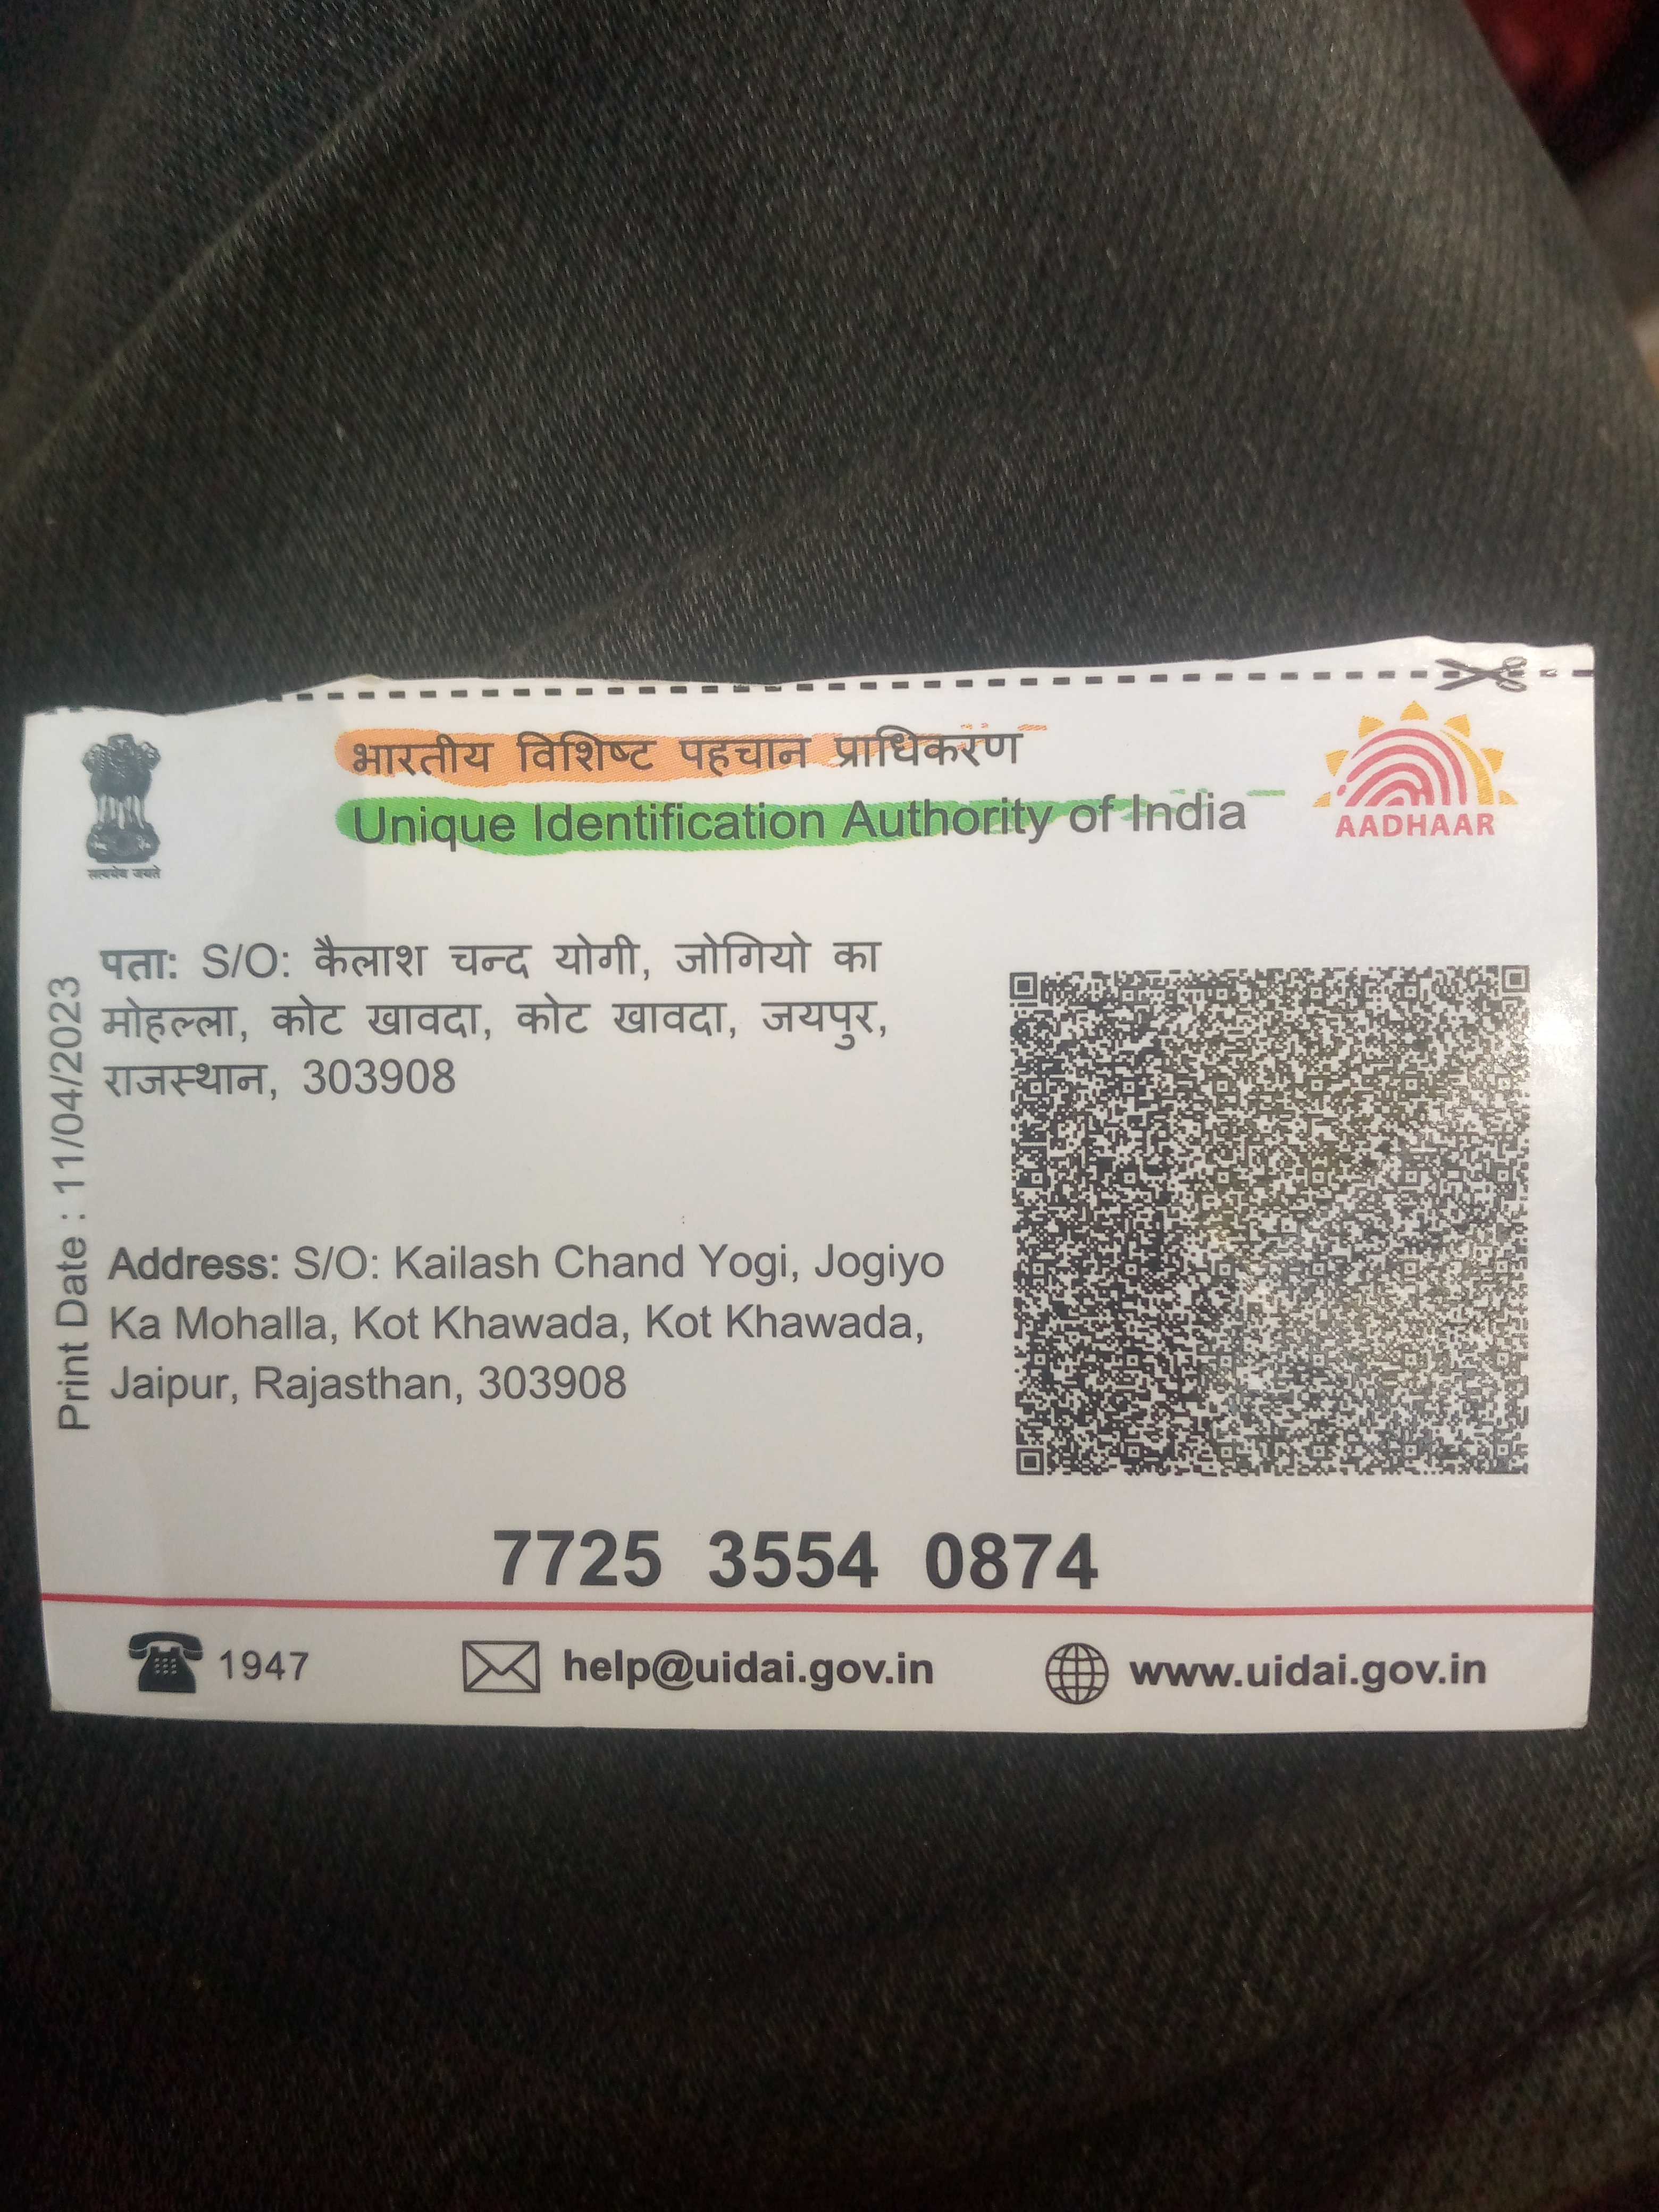 भारतीय विशिष्ट पहचान प्राधिकरण
Unique Identification Authority of India
AADHAAR
सत्यमेव जयते
पता: S/O: कैलाश चन्द योगी, जोगियो का
मोहल्ला, कोट खावदा, कोट खावदा, जयपुर,
राजस्थान, 303908
Print Date : 11/04/2023
Address: S/O: Kailash Chand Yogi, Jogiyo
Ka Mohalla, Kot Khawada, Kot Khawada,
Jaipur, Rajasthan, 303908
7725 3554 0874
1947
help@uidai.gov.in
www.uidai.gov.in